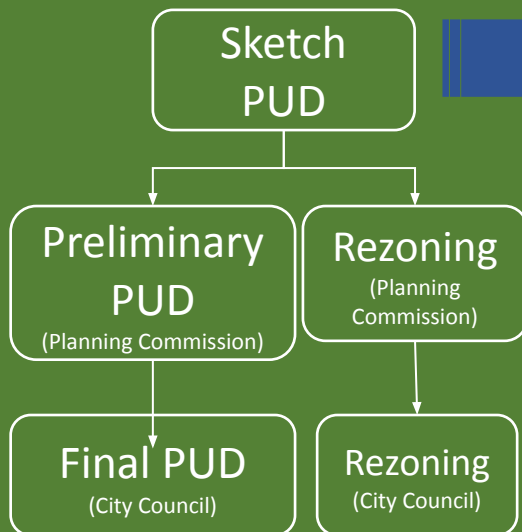 Sketch
PUD
Preliminary
PUD
(Planning Commission)
Rezoning
(Planning
Commission)
Final PUD
(City Council)
Rezoning
(City Council)